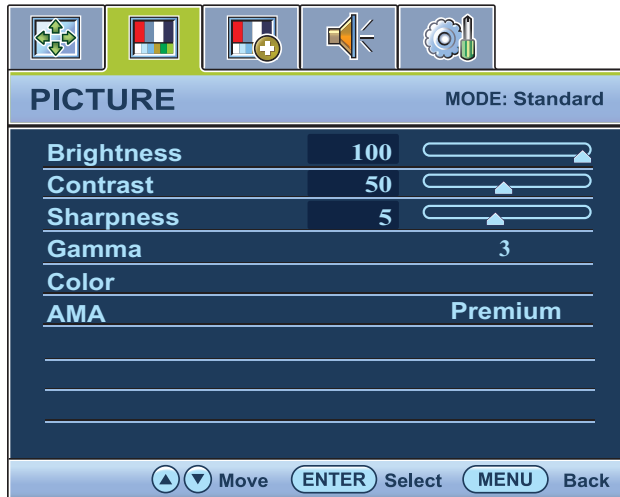 PICTURE MODE: Standard
Brightness 100
Contrast 50
Sharpness 5
Gamma 3
Color
AMA Premium
Move ENTER Select MENU Back